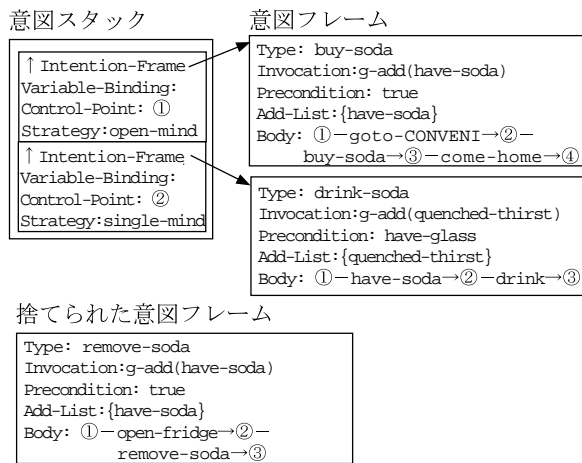 意図スタック
↑Intention-Frame
Variable-Binding:
Control-Point: ①
Strategy:open-mind
↑Intention-Frame
Variable-Binding:
Control-Point: ②
Strategy:single-mind
意図フレーム
Type: buy-soda
Invocation:g-add(have-soda)
Precondition: true
Add-List:{have-soda}
Body: ①−goto-CONVENI→②−
buy-soda→③−come-home→④
Type: drink-soda
Invocation:g-add(quenched-thirst)
Precondition: have-glass
Add-List:{quenched-thirst}
Body: ①−have-soda→②−drink→③
捨てられた意図フレーム
Type: remove-soda
Invocation:g-add(have-soda)
Precondition: true
Add-List:{have-soda}
Body: ①−open-fridge→②−
remove-soda→③